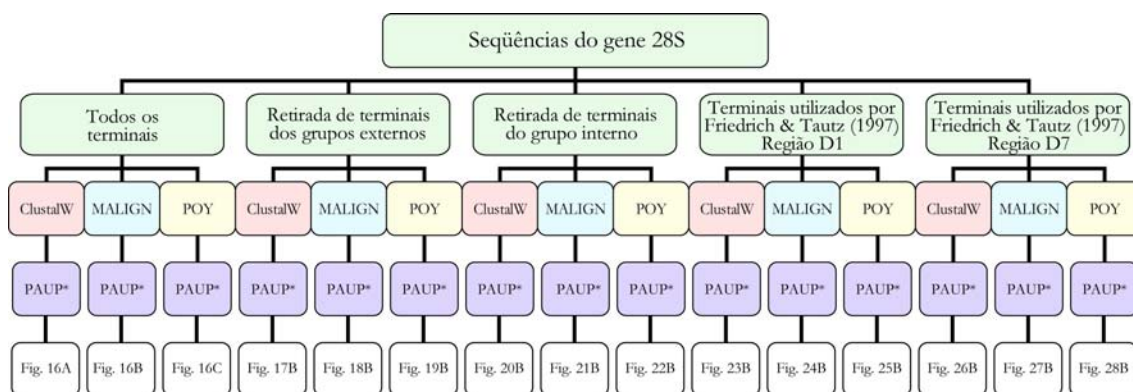 Seqüências do gene 28S
Todos os
terminais
Retirada de terminais
dos grupos externos
Retirada de terminais
do grupo interno
Terminais utilizados por
Friedrich & Tautz (1997)
Região D1
Terminais utilizados por
Friedrich & Tautz (1997)
Região D7
ClustalW MALIGN POY ClustalW MALIGN POY ClustalW MALIGN POY ClustalW MALIGN POY ClustalW MALIGN POY
PAUP* PAUP* PAUP* PAUP* PAUP* PAUP* PAUP* PAUP* PAUP* PAUP* PAUP* PAUP* PAUP* PAUP* PAUP*
Fig. 16A Fig. 16B Fig. 16C Fig. 17B Fig. 18B Fig. 19B Fig. 20B Fig. 21B Fig. 22B Fig. 23B Fig. 24B Fig. 25B Fig. 26B Fig. 27B Fig. 28B